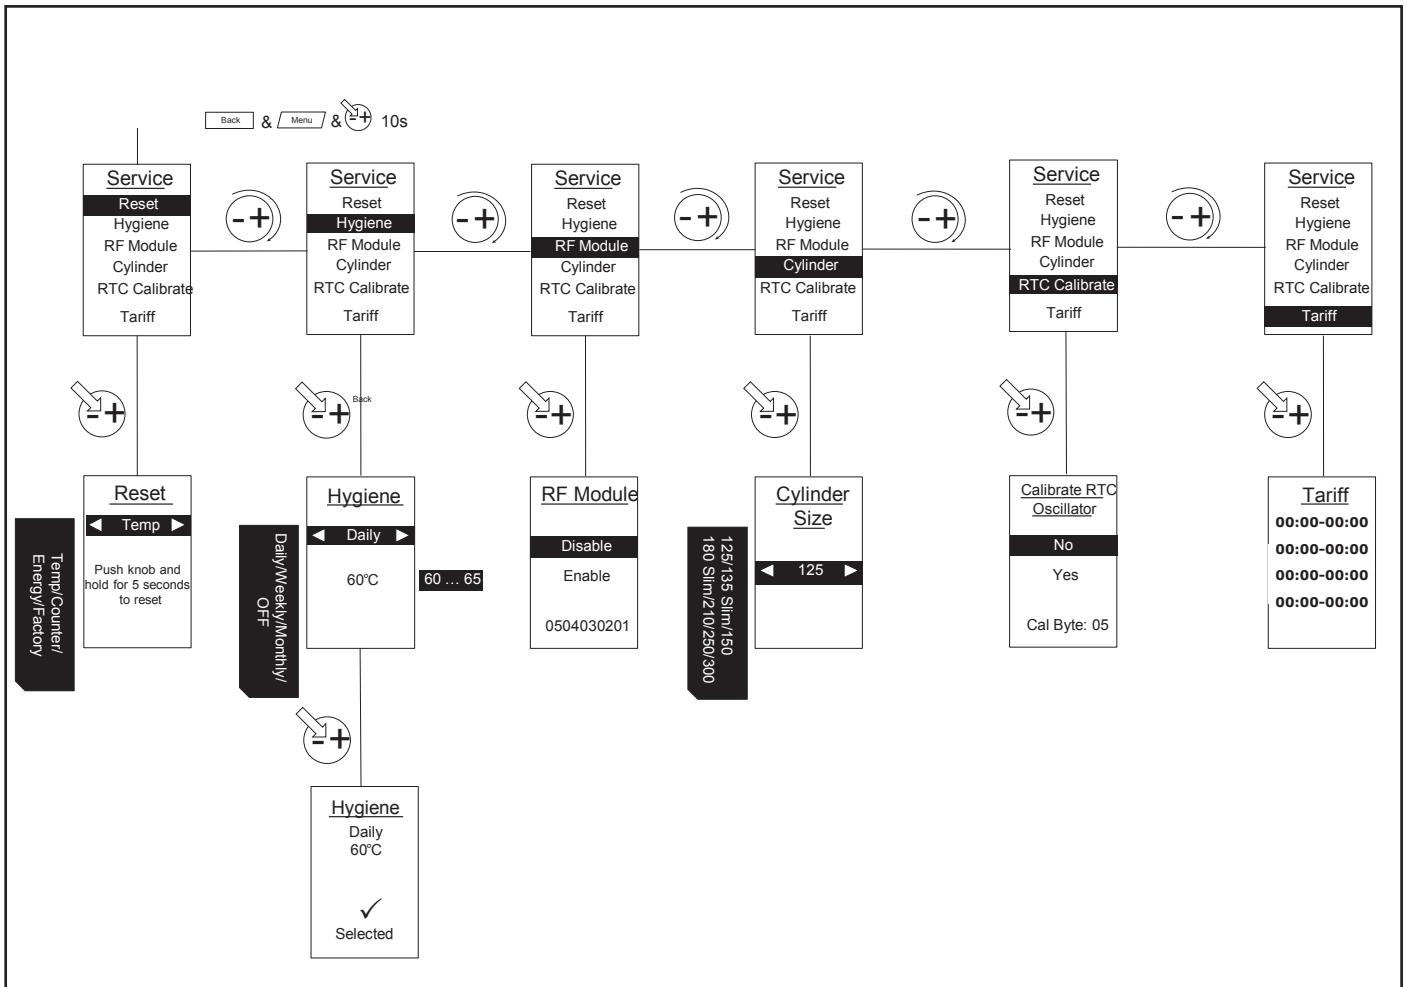 Back & Menu & -+ 10s
Service
Reset
Hygiene
RF Module
Cylinder
RTC Calibrate
Tariff
-+
Service
Reset
Hygiene
RF Module
Cylinder
RTC Calibrate
Tariff
-+
Service
Reset
Hygiene
RF Module
Cylinder
RTC Calibrate
Tariff
-+
Service
Reset
Hygiene
RF Module
Cylinder
RTC Calibrate
Tariff
-+
Service
Reset
Hygiene
RF Module
Cylinder
RTC Calibrate
Tariff
-+
Service
Reset
Hygiene
RF Module
Cylinder
RTC Calibrate
Tariff
-+
-+ Back
-+
-+
-+
-+
Temp/Counter/
Energy/Factory
Reset
◀ Temp ▶
Push knob and
hold for 5 seconds
to reset
Daily/Weekly/Monthly/
OFF
Hygiene
◀ Daily ▶
60°C
60 ... 65
RF Module
Disable
Enable
0504030201
125/135 Slim/150
180 Slim/210/250/300
Cylinder
Size
◀ 125 ▶
Calibrate RTC
Oscillator
No
Yes
Cal Byte: 05
Tariff
00:00-00:00
00:00-00:00
00:00-00:00
00:00-00:00
-+
Hygiene
Daily
60°C
✓
Selected